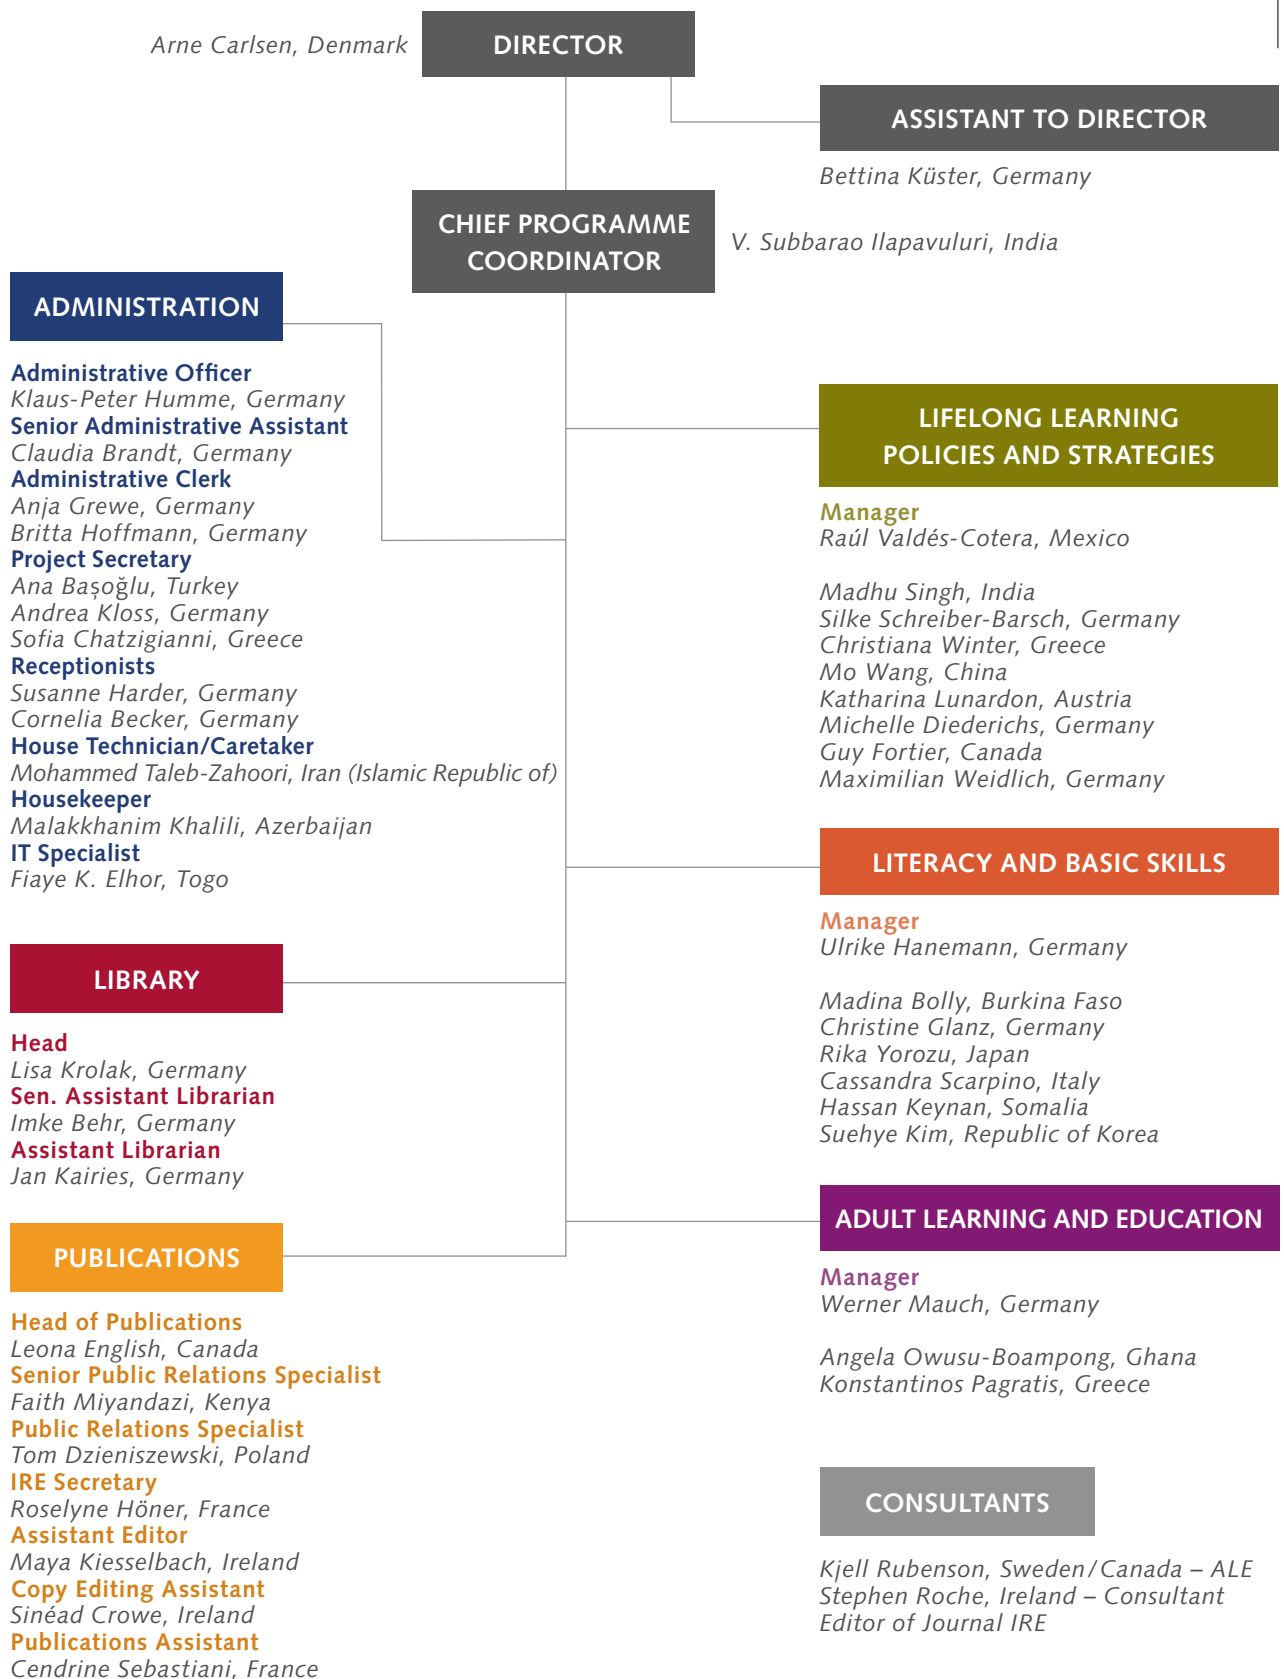 Arne Carlsen, Denmark
DIRECTOR
ASSISTANT TO DIRECTOR
Bettina Küster, Germany
CHIEF PROGRAMME
COORDINATOR
V. Subbarao Ilapavuluri, India
ADMINISTRATION
Administrative Officer
Klaus-Peter Humme, Germany
Senior Administrative Assistant
Claudia Brandt, Germany
Administrative Clerk
Anja Grewe, Germany
Britta Hoffmann, Germany
Project Secretary
Ana Başoğlu, Turkey
Andrea Kloss, Germany
Sofia Chatzigianni, Greece
Receptionists
Susanne Harder, Germany
Cornelia Becker, Germany
House Technician/Caretaker
Mohammed Taleb-Zahoori, Iran (Islamic Republic of)
Housekeeper
Malakkhanim Khalili, Azerbaijan
IT Specialist
Fiaye K. Elhor, Togo
LIBRARY
Head
Lisa Krolak, Germany
Sen. Assistant Librarian
Imke Behr, Germany
Assistant Librarian
Jan Kairies, Germany
PUBLICATIONS
Head of Publications
Leona English, Canada
Senior Public Relations Specialist
Faith Miyandazi, Kenya
Public Relations Specialist
Tom Dzieniszewski, Poland
IRE Secretary
Roselyne Höner, France
Assistant Editor
Maya Kiesselbach, Ireland
Copy Editing Assistant
Sinéad Crowe, Ireland
Publications Assistant
Cendrine Sebastiani, France
LIFELONG LEARNING
POLICIES AND STRATEGIES
Manager
Raúl Valdés-Cotera, Mexico
Madhu Singh, India
Silke Schreiber-Barsch, Germany
Christiana Winter, Greece
Mo Wang, China
Katharina Lunardon, Austria
Michelle Diederichs, Germany
Guy Fortier, Canada
Maximilian Weidlich, Germany
LITERACY AND BASIC SKILLS
Manager
Ulrike Hanemann, Germany
Madina Bolly, Burkina Faso
Christine Glanz, Germany
Rika Yorozu, Japan
Cassandra Scarpino, Italy
Hassan Keynan, Somalia
Suehye Kim, Republic of Korea
ADULT LEARNING AND EDUCATION
Manager
Werner Mauch, Germany
Angela Owusu-Boampong, Ghana
Konstantinos Pagratis, Greece
CONSULTANTS
Kjell Rubenson, Sweden/Canada – ALE
Stephen Roche, Ireland – Consultant
Editor of Journal IRE